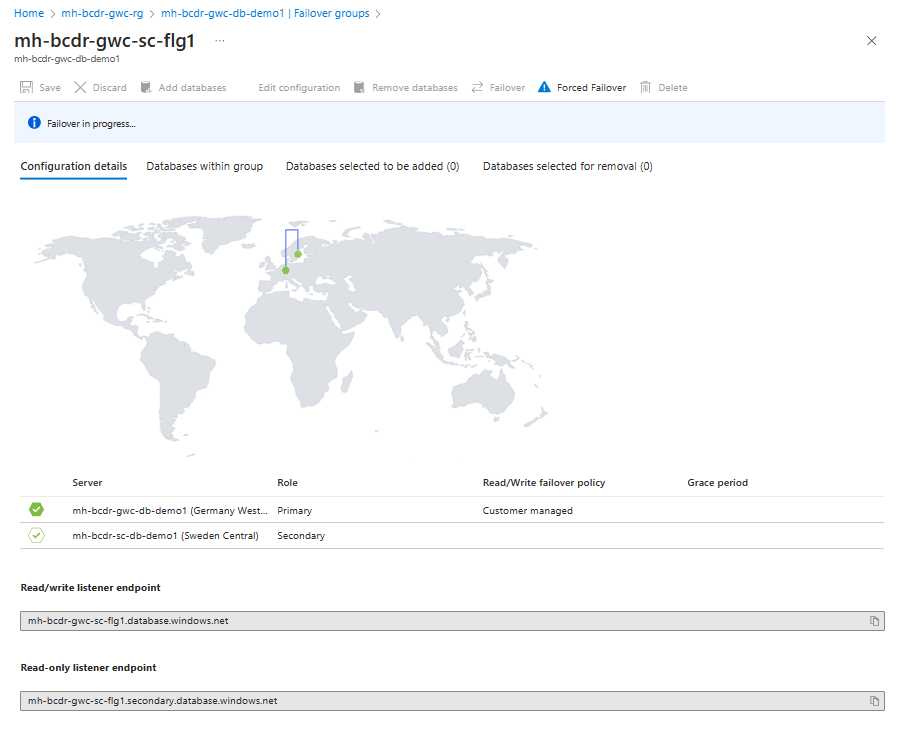 Home > mh-bcdr-gwc-rg > mh-bcdr-gwc-db-demo1 | Failover groups >
mh-bcdr-gwc-sc-flg1 ...
mh-bcdr-gwc-db-demo1
Save Discard Add databases Edit configuration Remove databases Failover Forced Failover Delete
Failover in progress...
Configuration details Databases within group Databases selected to be added (0) Databases selected for removal (0)
Server Role Read/Write failover policy Grace period
mh-bcdr-gwc-db-demo1 (Germany West... Primary Customer managed
mh-bcdr-sc-db-demo1 (Sweden Central) Secondary
Read/write listener endpoint
mh-bcdr-gwc-sc-flg1.database.windows.net
Read-only listener endpoint
mh-bcdr-gwc-sc-flg1.secondary.database.windows.net